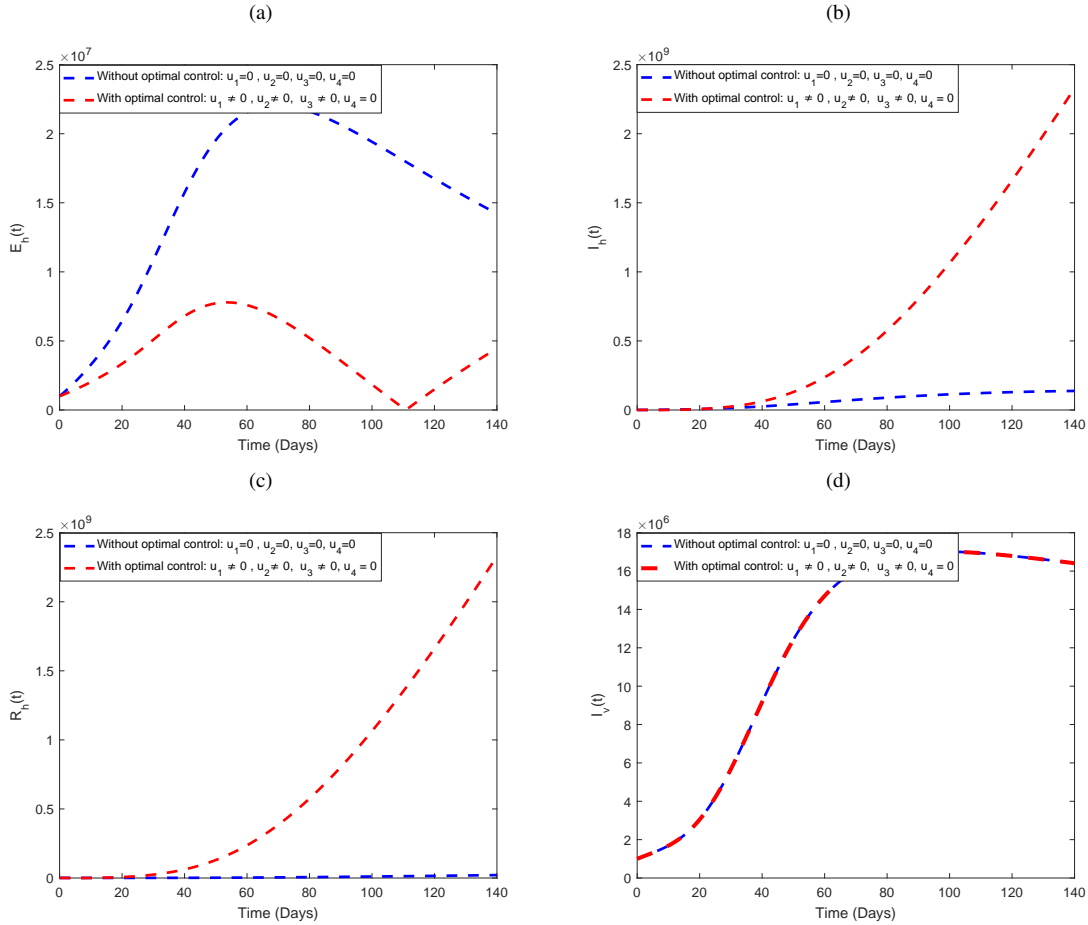 (a)
×10^7
2.5
2
1.5
1
0.5
0
E_h(t)
Without optimal control: u_1=0 , u_2=0, u_3=0, u_4=0
With optimal control: u_1 ≠ 0 , u_2≠ 0, u_3 ≠ 0, u_4 = 0
0 20 40 60 80 100 120 140
Time (Days)
(b)
×10^9
2.5
2
1.5
1
0.5
0
I_h(t)
Without optimal control: u_1=0 , u_2=0, u_3=0, u_4=0
With optimal control: u_1 ≠ 0 , u_2≠ 0, u_3 ≠ 0, u_4 = 0
0 20 40 60 80 100 120 140
Time (Days)
(c)
×10^9
2.5
2
1.5
1
0.5
0
R_h(t)
Without optimal control: u_1=0 , u_2=0, u_3=0, u_4=0
With optimal control: u_1 ≠ 0 , u_2≠ 0, u_3 ≠ 0, u_4 = 0
0 20 40 60 80 100 120 140
Time (Days)
(d)
×10^6
18
16
14
12
10
8
6
4
2
0
I_v(t)
Without optimal control: u_1=0 , u_2=0, u_3=0, u_4=0
With optimal control: u_1 ≠ 0 , u_2≠ 0, u_3 ≠ 0, u_4 = 0
0 20 40 60 80 100 120 140
Time (Days)